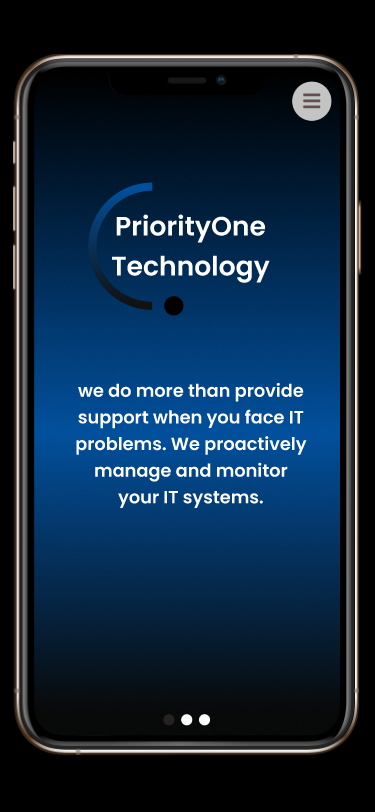 PriorityOne
Technology
we do more than provide
support when you face IT
problems. We proactively
manage and monitor
your IT systems.